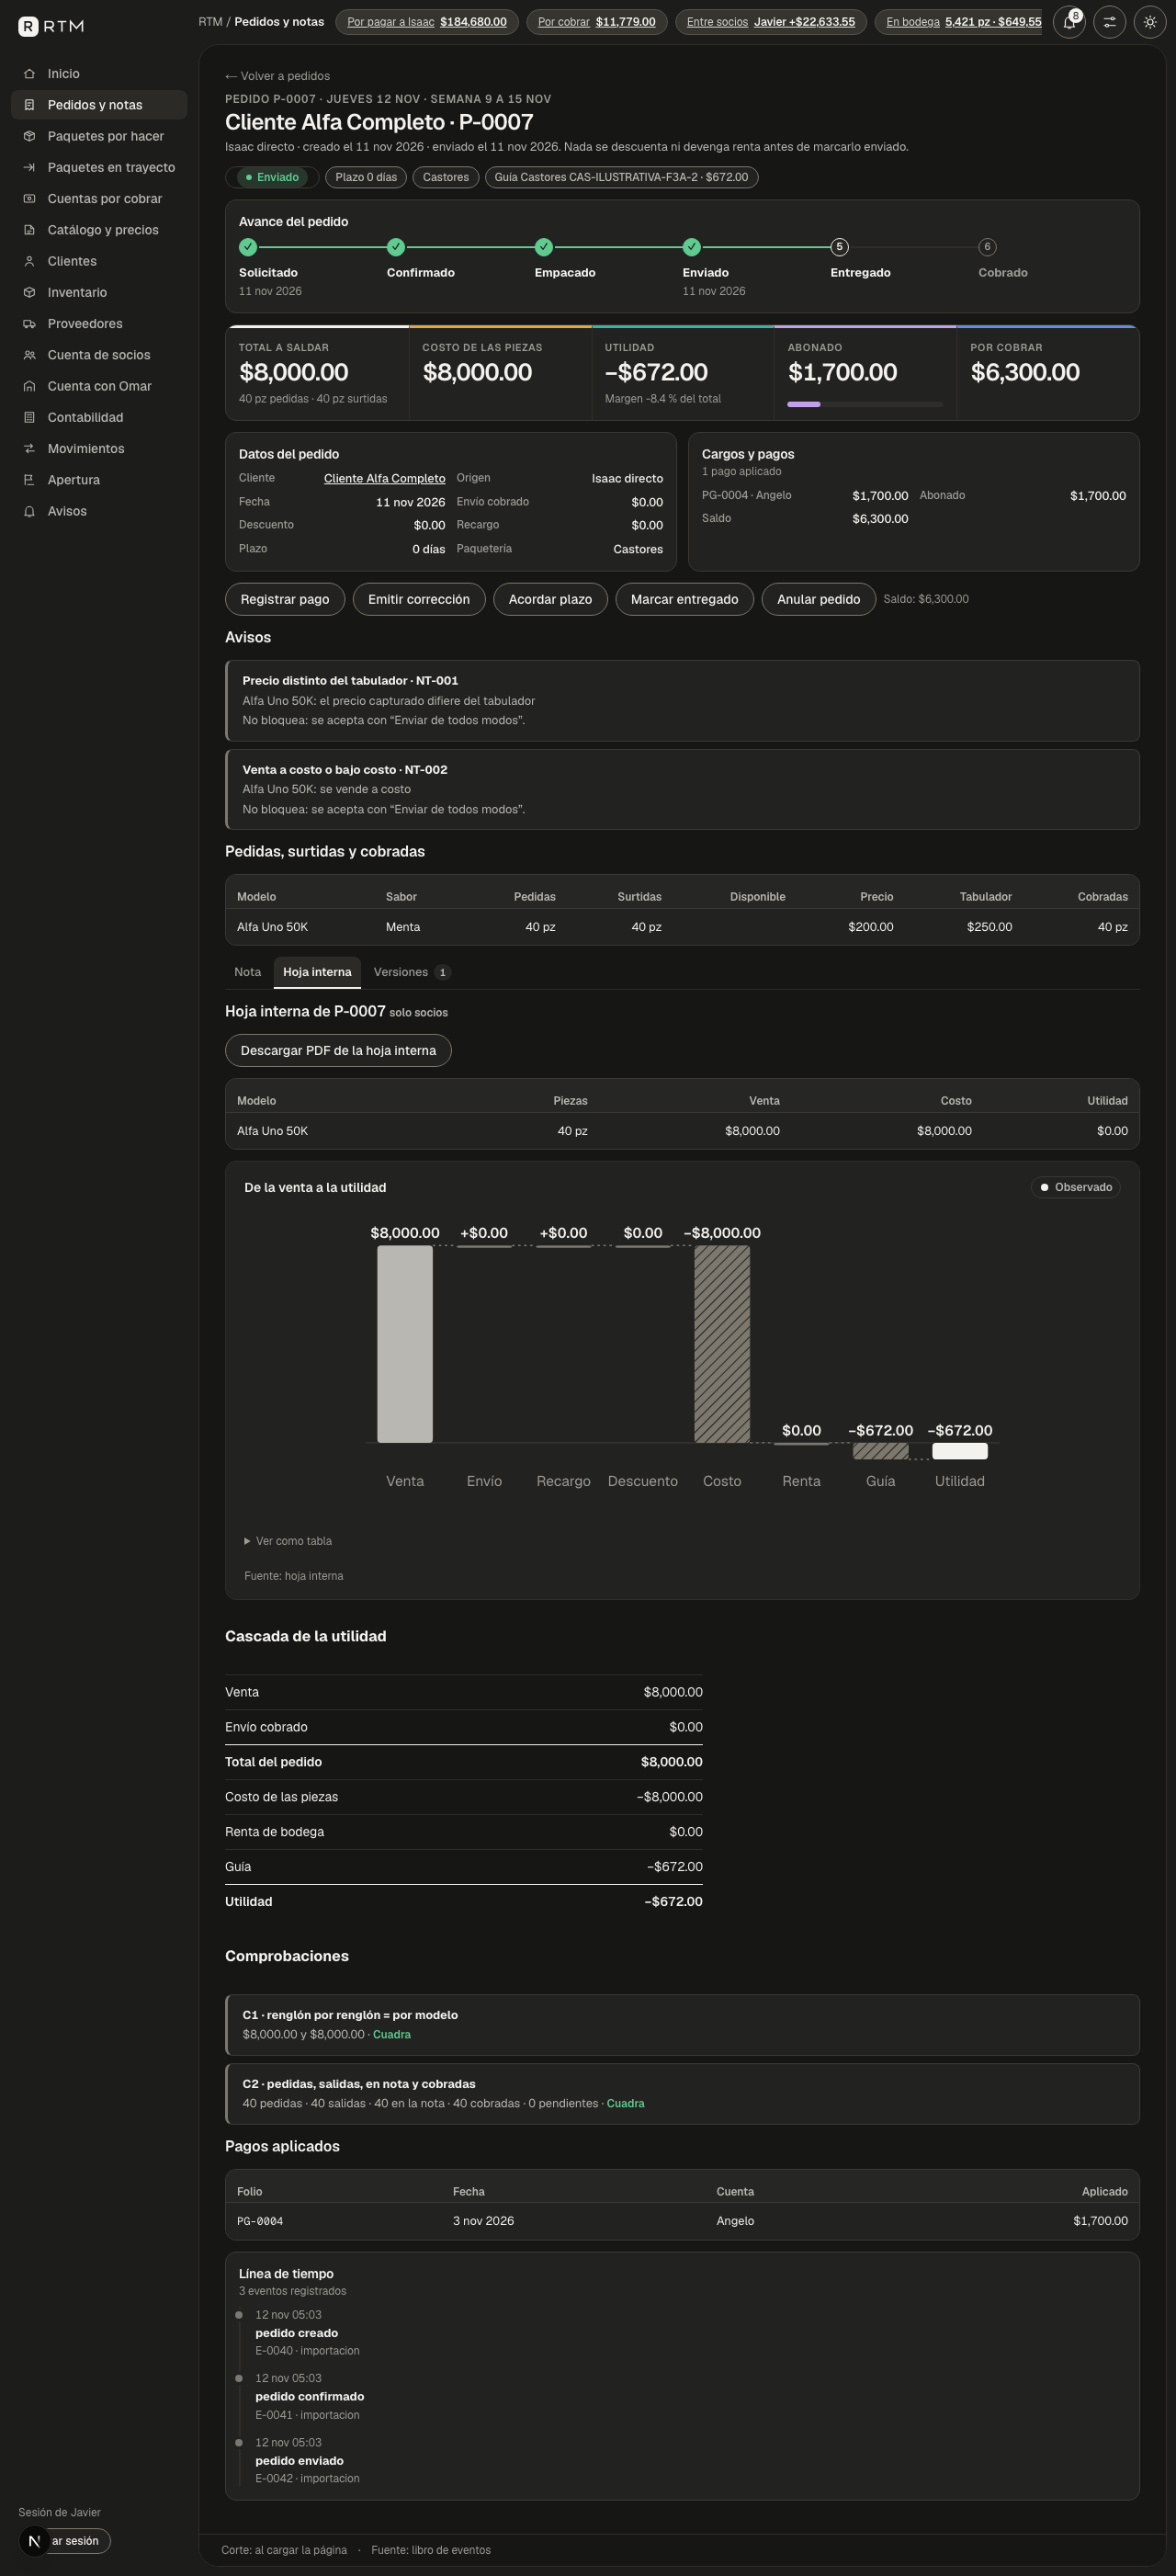 R RTM
RTM / Pedidos y notas
Por pagar a Isaac $184,680.00
Por cobrar $11,779.00
Entre socios Javier +$22,633.55
En bodega 5,421 pz · $649,55
8
Inicio
Pedidos y notas
Paquetes por hacer
Paquetes en trayecto
Cuentas por cobrar
Catálogo y precios
Clientes
Inventario
Proveedores
Cuenta de socios
Cuenta con Omar
Contabilidad
Movimientos
Apertura
Avisos
Sesión de Javier
N ar sesión
← Volver a pedidos
PEDIDO P-0007 · JUEVES 12 NOV · SEMANA 9 A 15 NOV
Cliente Alfa Completo · P-0007
Isaac directo · creado el 11 nov 2026 · enviado el 11 nov 2026. Nada se descuenta ni devenga renta antes de marcarlo enviado.
Enviado
Plazo 0 días
Castores
Guía Castores CAS-ILUSTRATIVA-F3A-2 · $672.00
Avance del pedido
5 6
Solicitado Confirmado Empacado Enviado Entregado Cobrado
11 nov 2026 11 nov 2026
TOTAL A SALDAR COSTO DE LAS PIEZAS UTILIDAD ABONADO POR COBRAR
$8,000.00 $8,000.00 −$672.00 $1,700.00 $6,300.00
40 pz pedidas · 40 pz surtidas Margen -8.4 % del total
Datos del pedido
Cliente Cliente Alfa Completo Origen Isaac directo
Fecha 11 nov 2026 Envío cobrado $0.00
Descuento $0.00 Recargo $0.00
Plazo 0 días Paquetería Castores
Cargos y pagos
1 pago aplicado
PG-0004 · Angelo $1,700.00 Abonado $1,700.00
Saldo $6,300.00
Registrar pago Emitir corrección Acordar plazo Marcar entregado Anular pedido Saldo: $6,300.00
Avisos
Precio distinto del tabulador · NT-001
Alfa Uno 50K: el precio capturado difiere del tabulador
No bloquea: se acepta con “Enviar de todos modos”.
Venta a costo o bajo costo · NT-002
Alfa Uno 50K: se vende a costo
No bloquea: se acepta con “Enviar de todos modos”.
Pedidas, surtidas y cobradas
Modelo Sabor Pedidas Surtidas Disponible Precio Tabulador Cobradas
Alfa Uno 50K Menta 40 pz 40 pz $200.00 $250.00 40 pz
Nota Hoja interna Versiones 1
Hoja interna de P-0007 solo socios
Descargar PDF de la hoja interna
Modelo Piezas Venta Costo Utilidad
Alfa Uno 50K 40 pz $8,000.00 $8,000.00 $0.00
De la venta a la utilidad
Observado
$8,000.00 +$0.00 +$0.00 $0.00 −$8,000.00
$0.00 −$672.00 −$672.00
Venta Envío Recargo Descuento Costo Renta Guía Utilidad
▶ Ver como tabla
Fuente: hoja interna
Cascada de la utilidad
Venta $8,000.00
Envío cobrado $0.00
Total del pedido $8,000.00
Costo de las piezas −$8,000.00
Renta de bodega $0.00
Guía −$672.00
Utilidad −$672.00
Comprobaciones
C1 · renglón por renglón = por modelo
$8,000.00 y $8,000.00 · Cuadra
C2 · pedidas, salidas, en nota y cobradas
40 pedidas · 40 salidas · 40 en la nota · 40 cobradas · 0 pendientes · Cuadra
Pagos aplicados
Folio Fecha Cuenta Aplicado
PG-0004 3 nov 2026 Angelo $1,700.00
Línea de tiempo
3 eventos registrados
12 nov 05:03
pedido creado
E-0040 · importacion
12 nov 05:03
pedido confirmado
E-0041 · importacion
12 nov 05:03
pedido enviado
E-0042 · importacion
Corte: al cargar la página · Fuente: libro de eventos